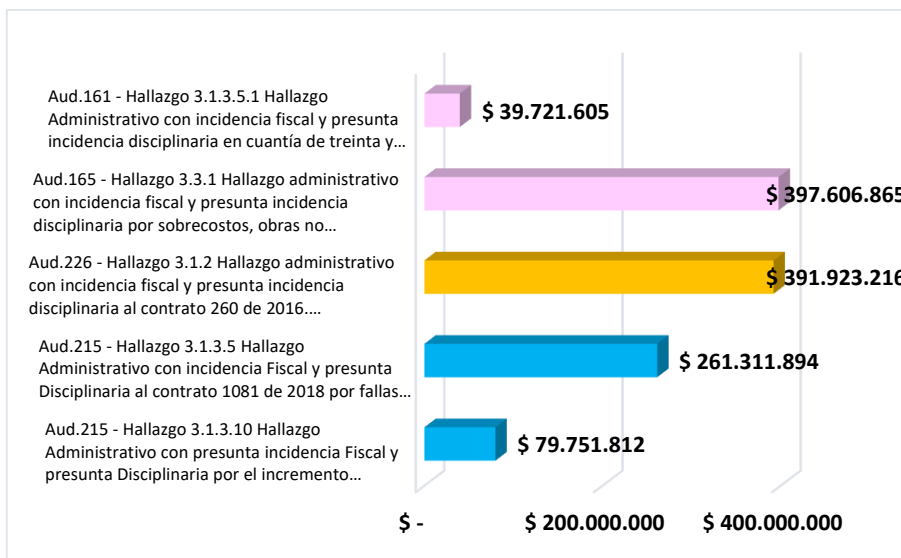 Aud.161 - Hallazgo 3.1.3.5.1 Hallazgo
Administrativo con incidencia fiscal y presunta
incidencia disciplinaria en cuantía de treinta y...
$ 39.721.605
Aud.165 - Hallazgo 3.3.1 Hallazgo administrativo
con incidencia fiscal y presunta incidencia
disciplinaria por sobrecostos, obras no...
$ 397.606.865
Aud.226 - Hallazgo 3.1.2 Hallazgo administrativo
con incidencia fiscal y presunta incidencia
disciplinaria al contrato 260 de 2016....
$ 391.923.216
Aud.215 - Hallazgo 3.1.3.5 Hallazgo
Administrativo con incidencia Fiscal y presunta
Disciplinaria al contrato 1081 de 2018 por fallas...
$ 261.311.894
Aud.215 - Hallazgo 3.1.3.10 Hallazgo
Administrativo con presunta incidencia Fiscal y
presunta Disciplinaria por el incremento...
$ 79.751.812
$ -
$ 200.000.000
$ 400.000.000